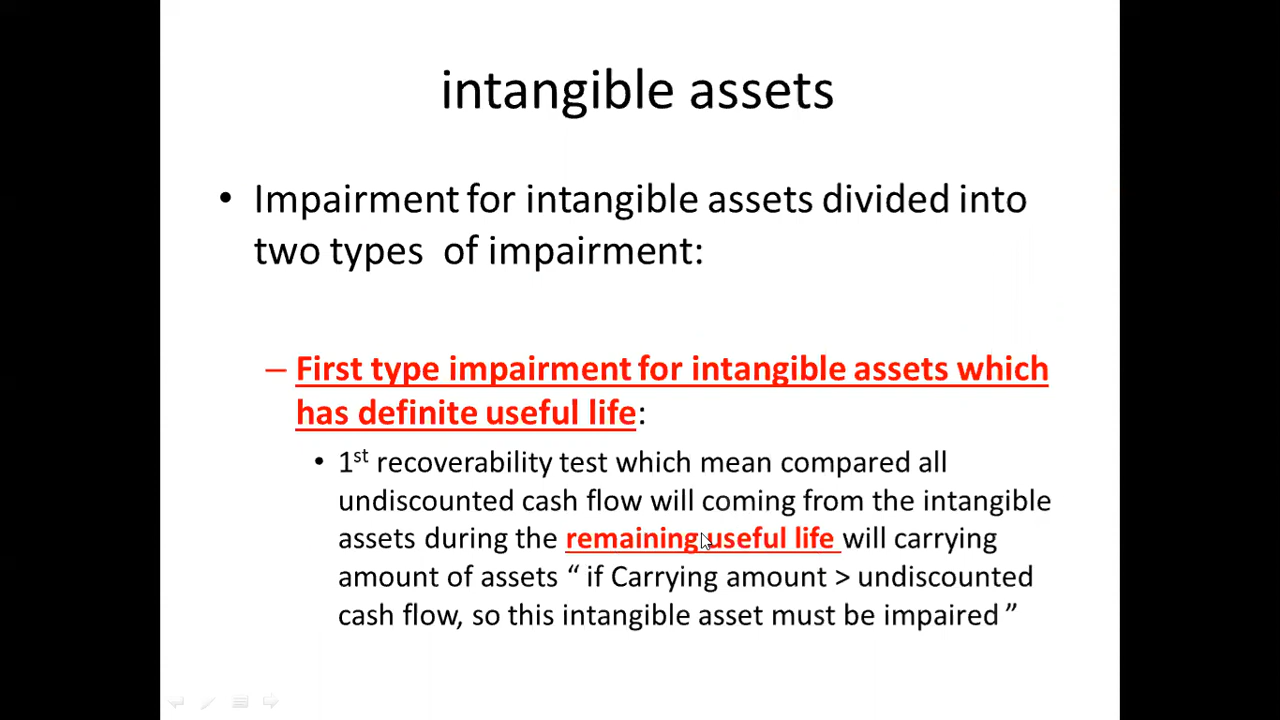 intangible assets
• Impairment for intangible assets divided into
two types of impairment:
– First type impairment for intangible assets which
has definite useful life:
• 1st recoverability test which mean compared all
undiscounted cash flow will coming from the intangible
assets during the remaining useful life will carrying
amount of assets “ if Carrying amount > undiscounted
cash flow, so this intangible asset must be impaired ”